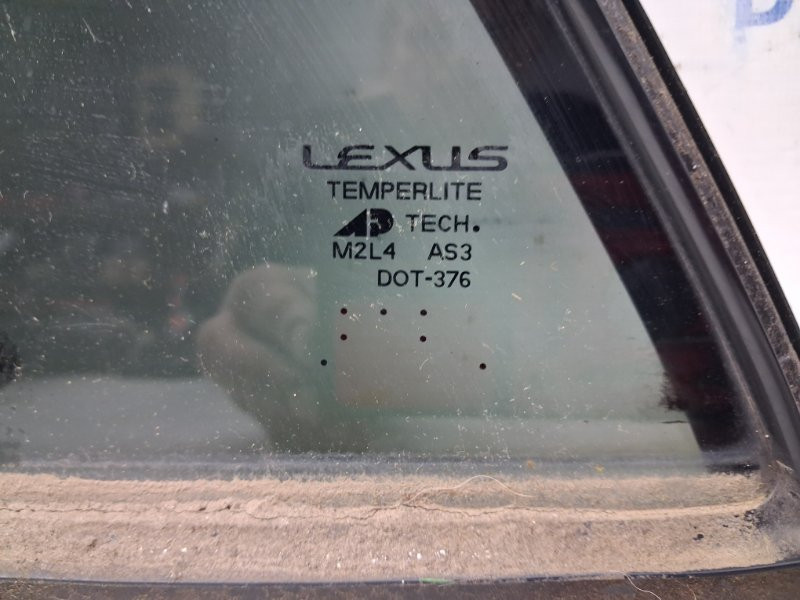 LEXUS
TEMPERLITE
AP TECH.
M2L4 AS3
DOT-376